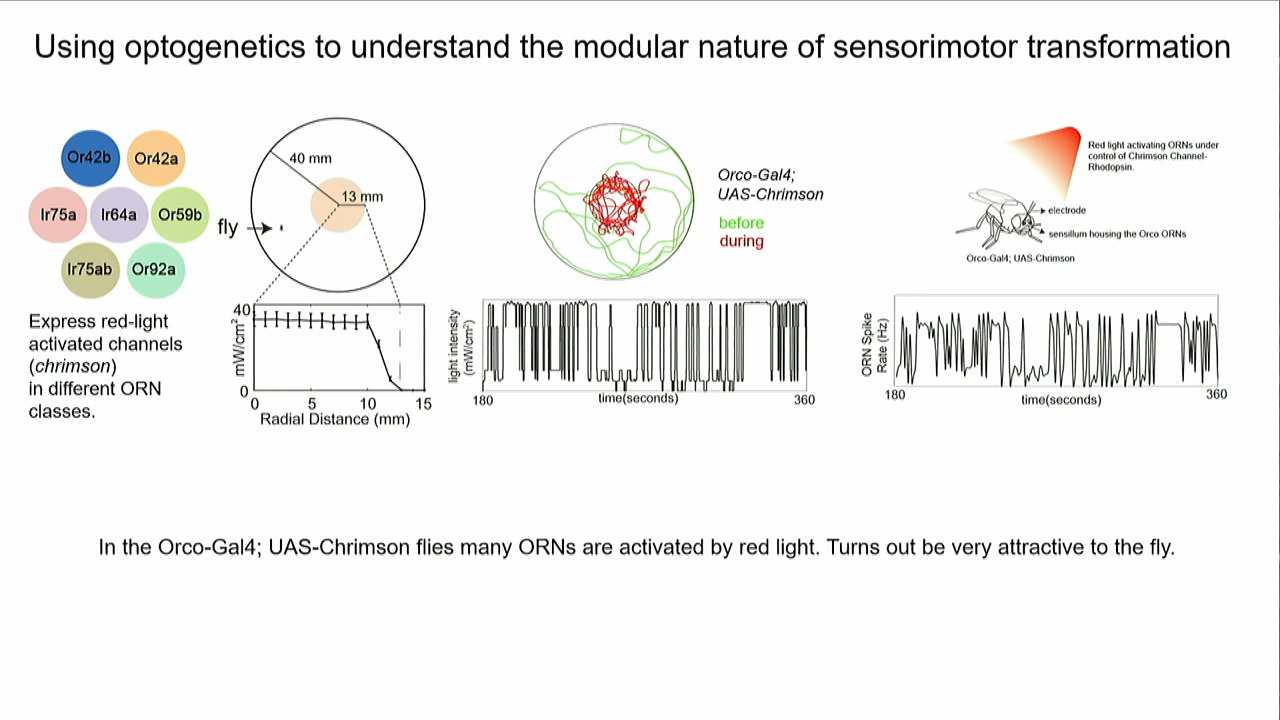 Using optogenetics to understand the modular nature of sensorimotor transformation
Or42b
Or42a
Ir75a
Ir64a
Or59b
Ir75ab
Or92a
Express red-light
activated channels
(chrimson)
in different ORN
classes.
40 mm
13 mm
fly
40
mW/cm²
0
0
5
10
15
Radial Distance (mm)
Orco-Gal4;
UAS-Chrimson
before
during
light intensity
(mW/cm²)
180
time(seconds)
360
Red light activating ORNs under
control of Chrimson Channel-
Rhodopsin.
electrode
sensillum housing the Orco ORNs
Orco-Gal4; UAS-Chrimson
ORN Spike
Rate (Hz)
180
time(seconds)
360
In the Orco-Gal4; UAS-Chrimson flies many ORNs are activated by red light. Turns out be very attractive to the fly.